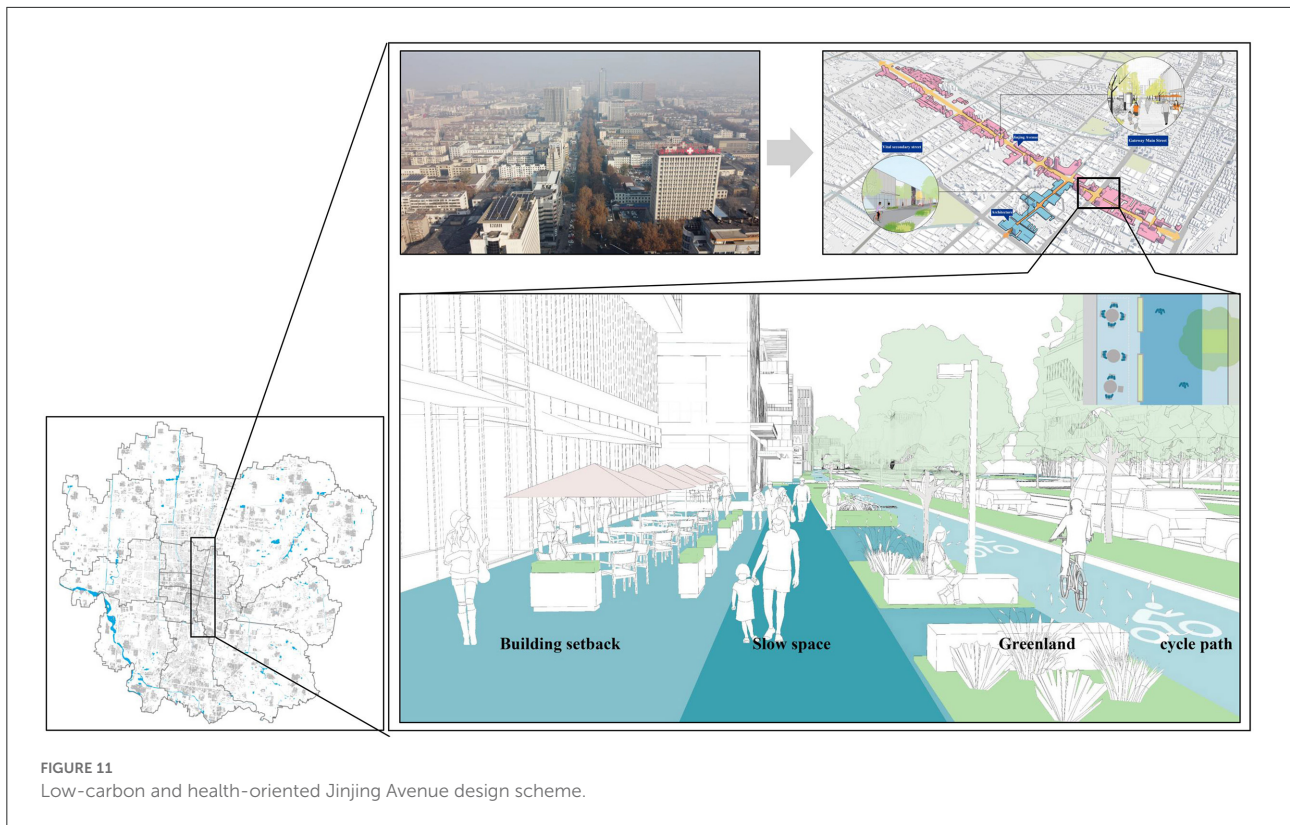 Jinjing Avenue
Gateway Main Street
Vital secondary street
Architecture
Building setback
Slow space
Greenland
cycle path
FIGURE 11
Low-carbon and health-oriented Jinjing Avenue design scheme.